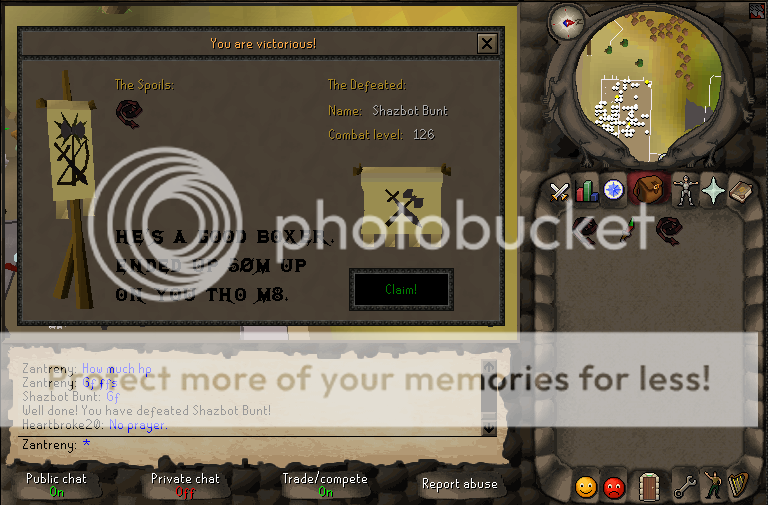 You are victorious!
The Spoils:
The Defeated:
Name: Shazbot Bunt
Combat level: 126
HE'S A GOOD BOXER.
ENDED UP 60M UP
ON YOU THO M8.
Claim!
photobucket
Protect more of your memories for less!
Zantreny: How much hp
Zantreny: Gf ffs
Shazbot Bunt: Gf
Well done! You have defeated Shazbot Bunt!
Heartbroke20: No prayer.
Zantreny: *
Public chat
On
Private chat
Off
Trade/compete
On
Report abuse